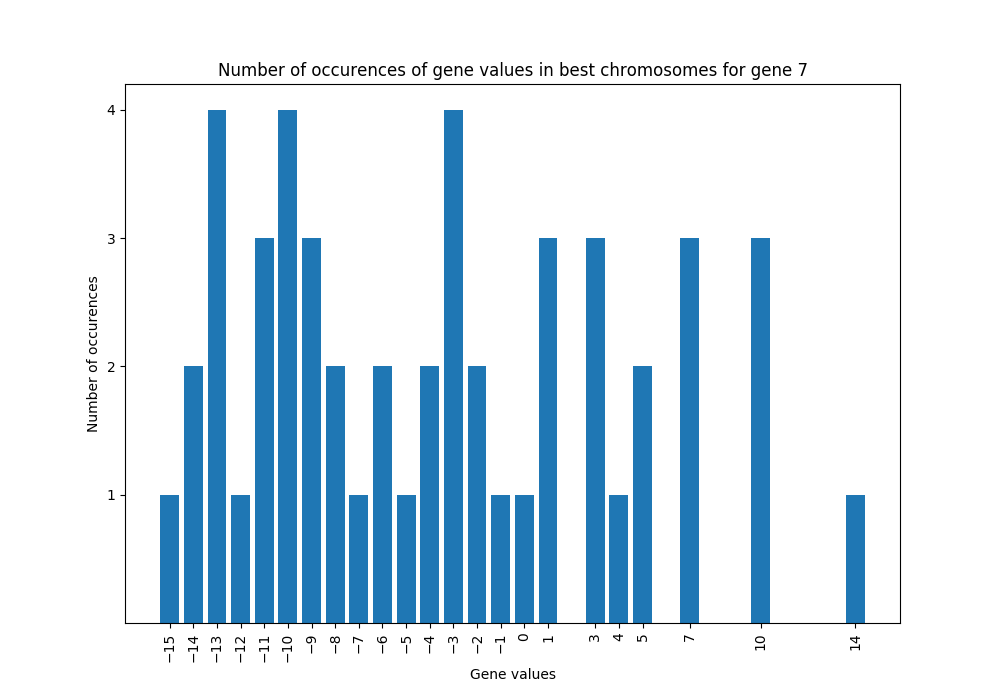 Number of occurences of gene values in best chromosomes for gene 7
4
3
2
1
Number of occurences
−15 −14 −13 −12 −11 −10 −9 −8 −7 −6 −5 −4 −3 −2 −1 0 1 3 4 5 7 10 14
Gene values